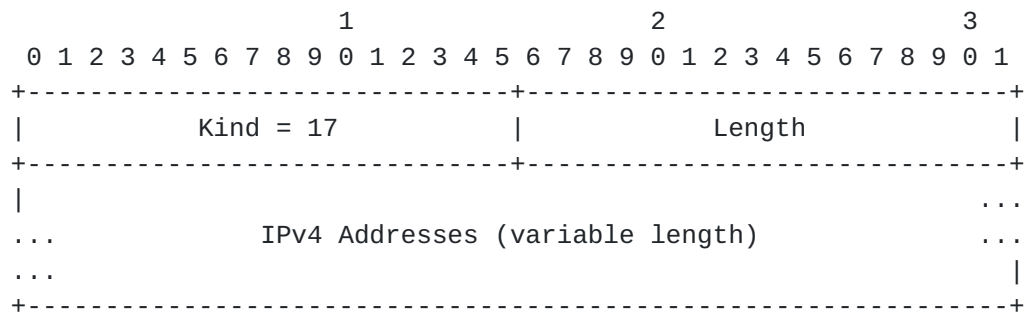 1                   2                   3
 0 1 2 3 4 5 6 7 8 9 0 1 2 3 4 5 6 7 8 9 0 1 2 3 4 5 6 7 8 9 0 1
+-------------------------------+-------------------------------+
|           Kind = 17           |            Length             |
+-------------------------------+-------------------------------+
|                                                             ...
...             IPv4 Addresses (variable length)              ...
...                                                             |
+---------------------------------------------------------------+